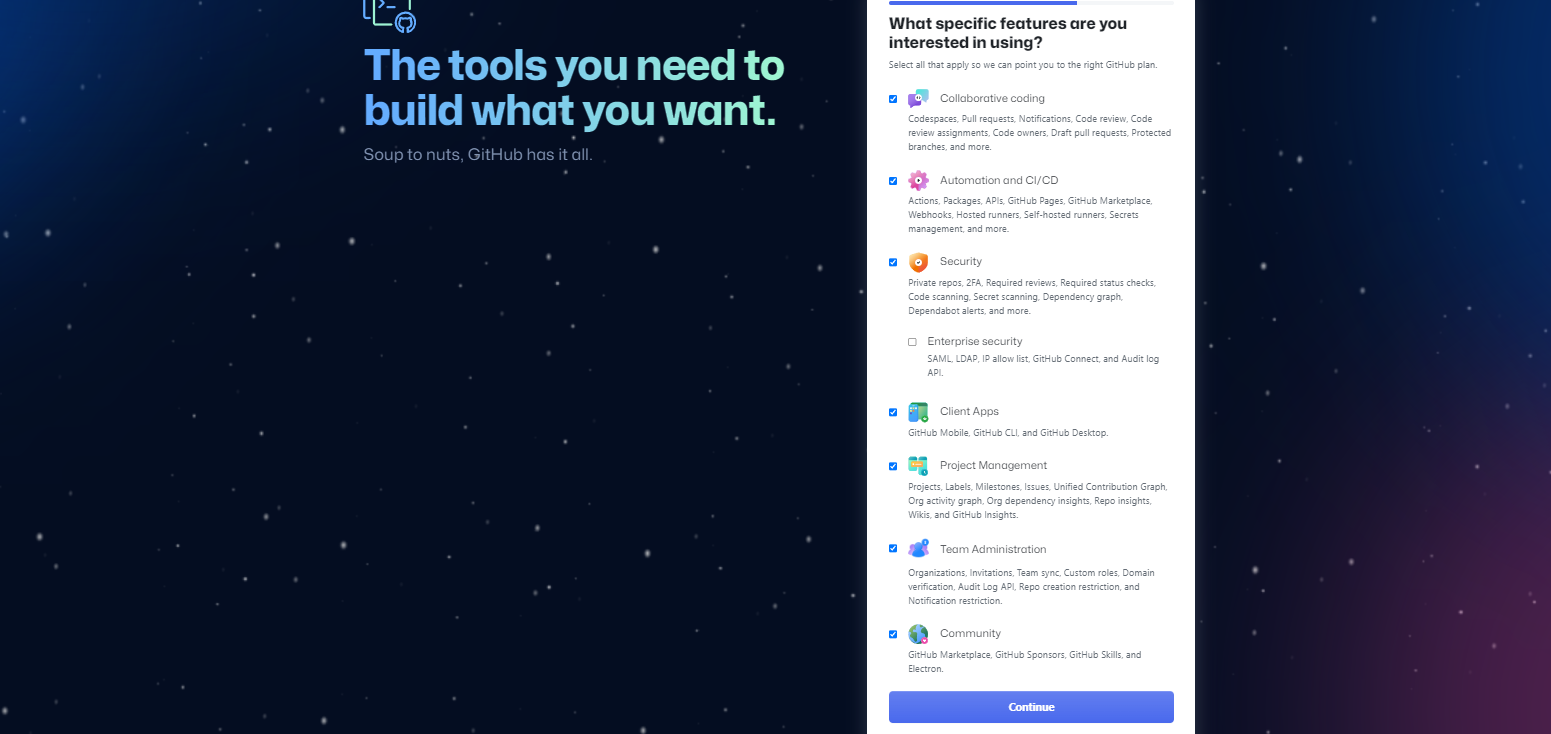 The tools you need to
build what you want.
Soup to nuts, GitHub has it all.
What specific features are you
interested in using?
Select all that apply so we can point you to the right GitHub plan.
Collaborative coding
Codespaces, Pull requests, Notifications, Code review, Code
review assignments, Code owners, Draft pull requests, Protected
branches, and more.
Automation and CI/CD
Actions, Packages, APIs, GitHub Pages, GitHub Marketplace,
Webhooks, Hosted runners, Self-hosted runners, Secrets
management, and more.
Security
Private repos, 2FA, Required reviews, Required status checks,
Code scanning, Secret scanning, Dependency graph,
Dependabot alerts, and more.
Enterprise security
SAML, LDAP, IP allow list, GitHub Connect, and Audit log
API.
Client Apps
GitHub Mobile, GitHub CLI, and GitHub Desktop.
Project Management
Projects, Labels, Milestones, Issues, Unified Contribution Graph,
Org activity graph, Org dependency insights, Repo insights,
Wikis, and GitHub Insights.
Team Administration
Organizations, Invitations, Team sync, Custom roles, Domain
verification, Audit Log API, Repo creation restriction, and
Notification restriction.
Community
GitHub Marketplace, GitHub Sponsors, GitHub Skills, and
Electron.
Continue